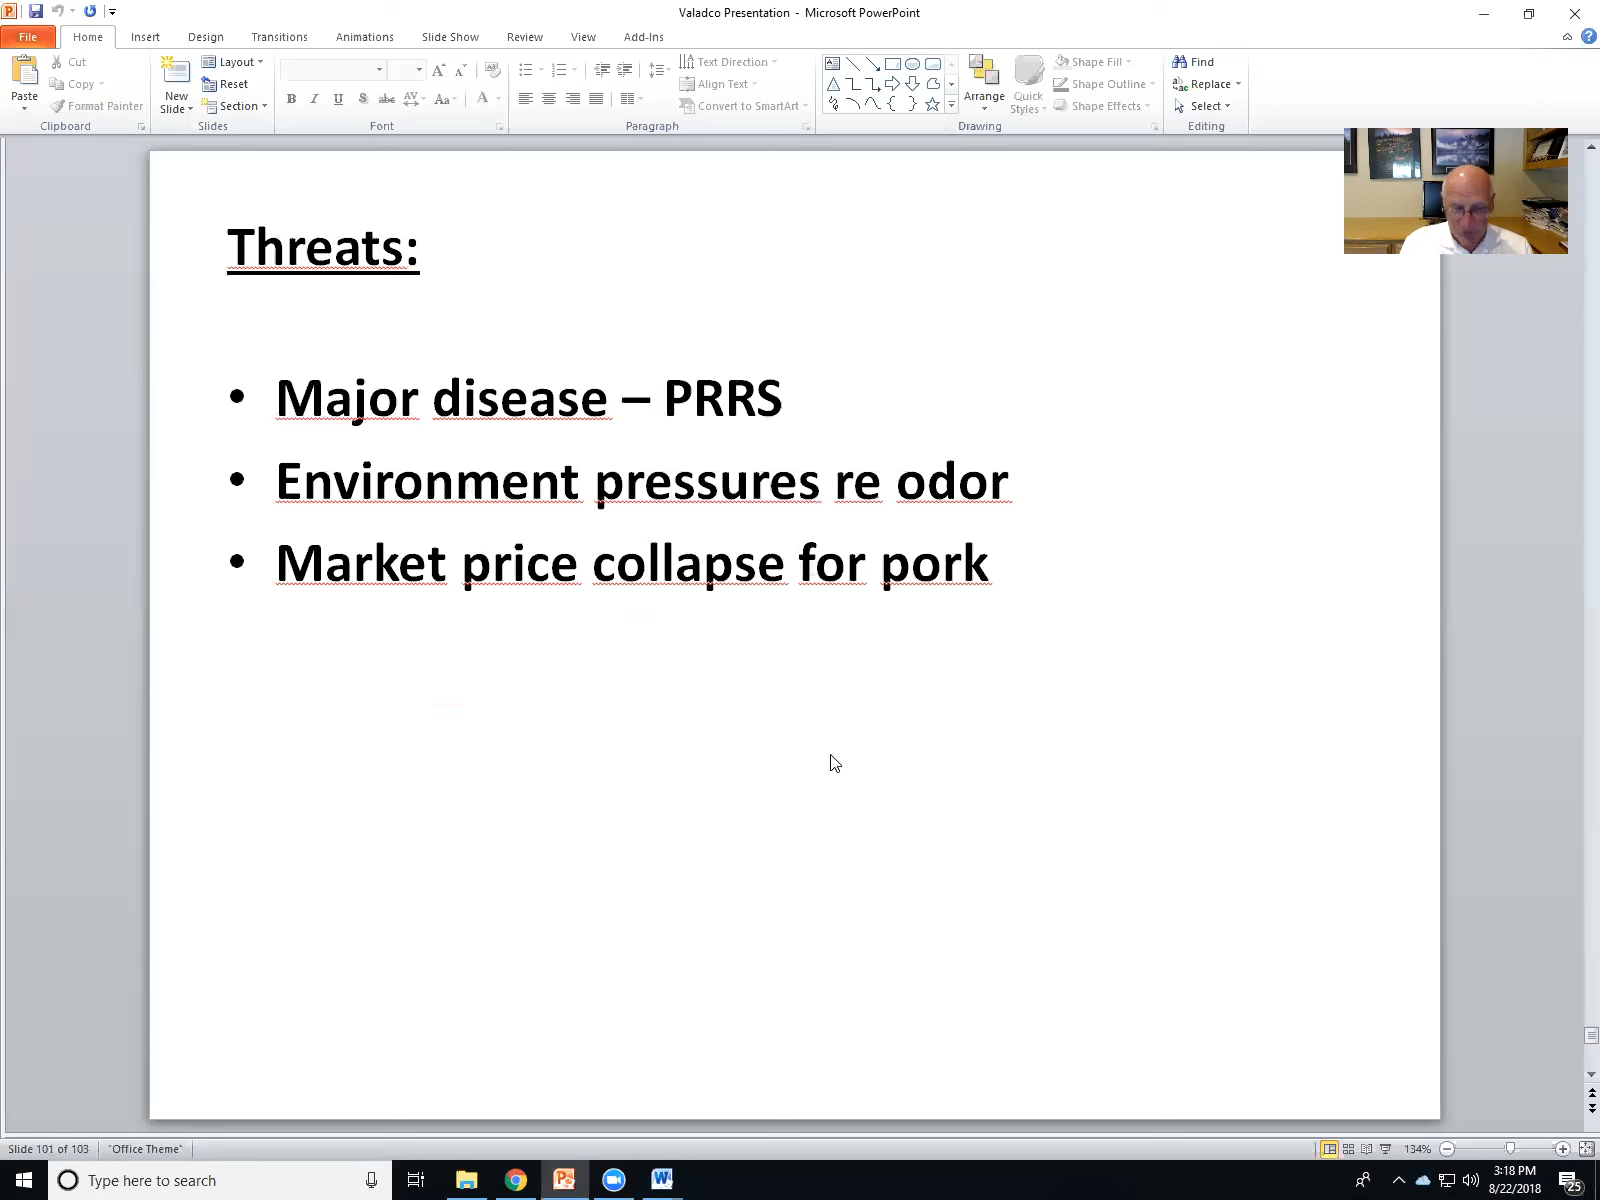 Valadco Presentation - Microsoft PowerPoint
File Home Insert Design Transitions Animations Slide Show Review View Add-Ins
Paste
Cut
Copy
Format Painter
Clipboard
New
Slide
Layout
Reset
Section
Slides
B I U S abc AV Aa A
Font
Text Direction
Align Text
Convert to SmartArt
Paragraph
Arrange
Quick
Styles
Shape Fill
Shape Outline
Shape Effects
Drawing
Find
Replace
Select
Editing
Threats:
• Major disease – PRRS
• Environment pressures re odor
• Market price collapse for pork
Slide 101 of 103 "Office Theme" 134%
Type here to search
3:18 PM
8/22/2018
25